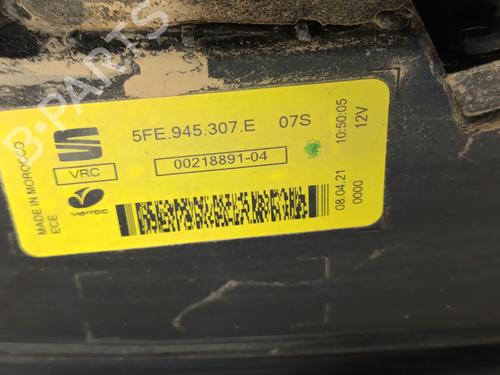 B-PARTS
5FE.945.307.E 07S
VRC
00218891-04
MADE IN MOROCCO
ECE
varroc
08.04.21 10:50:05
0000 12V